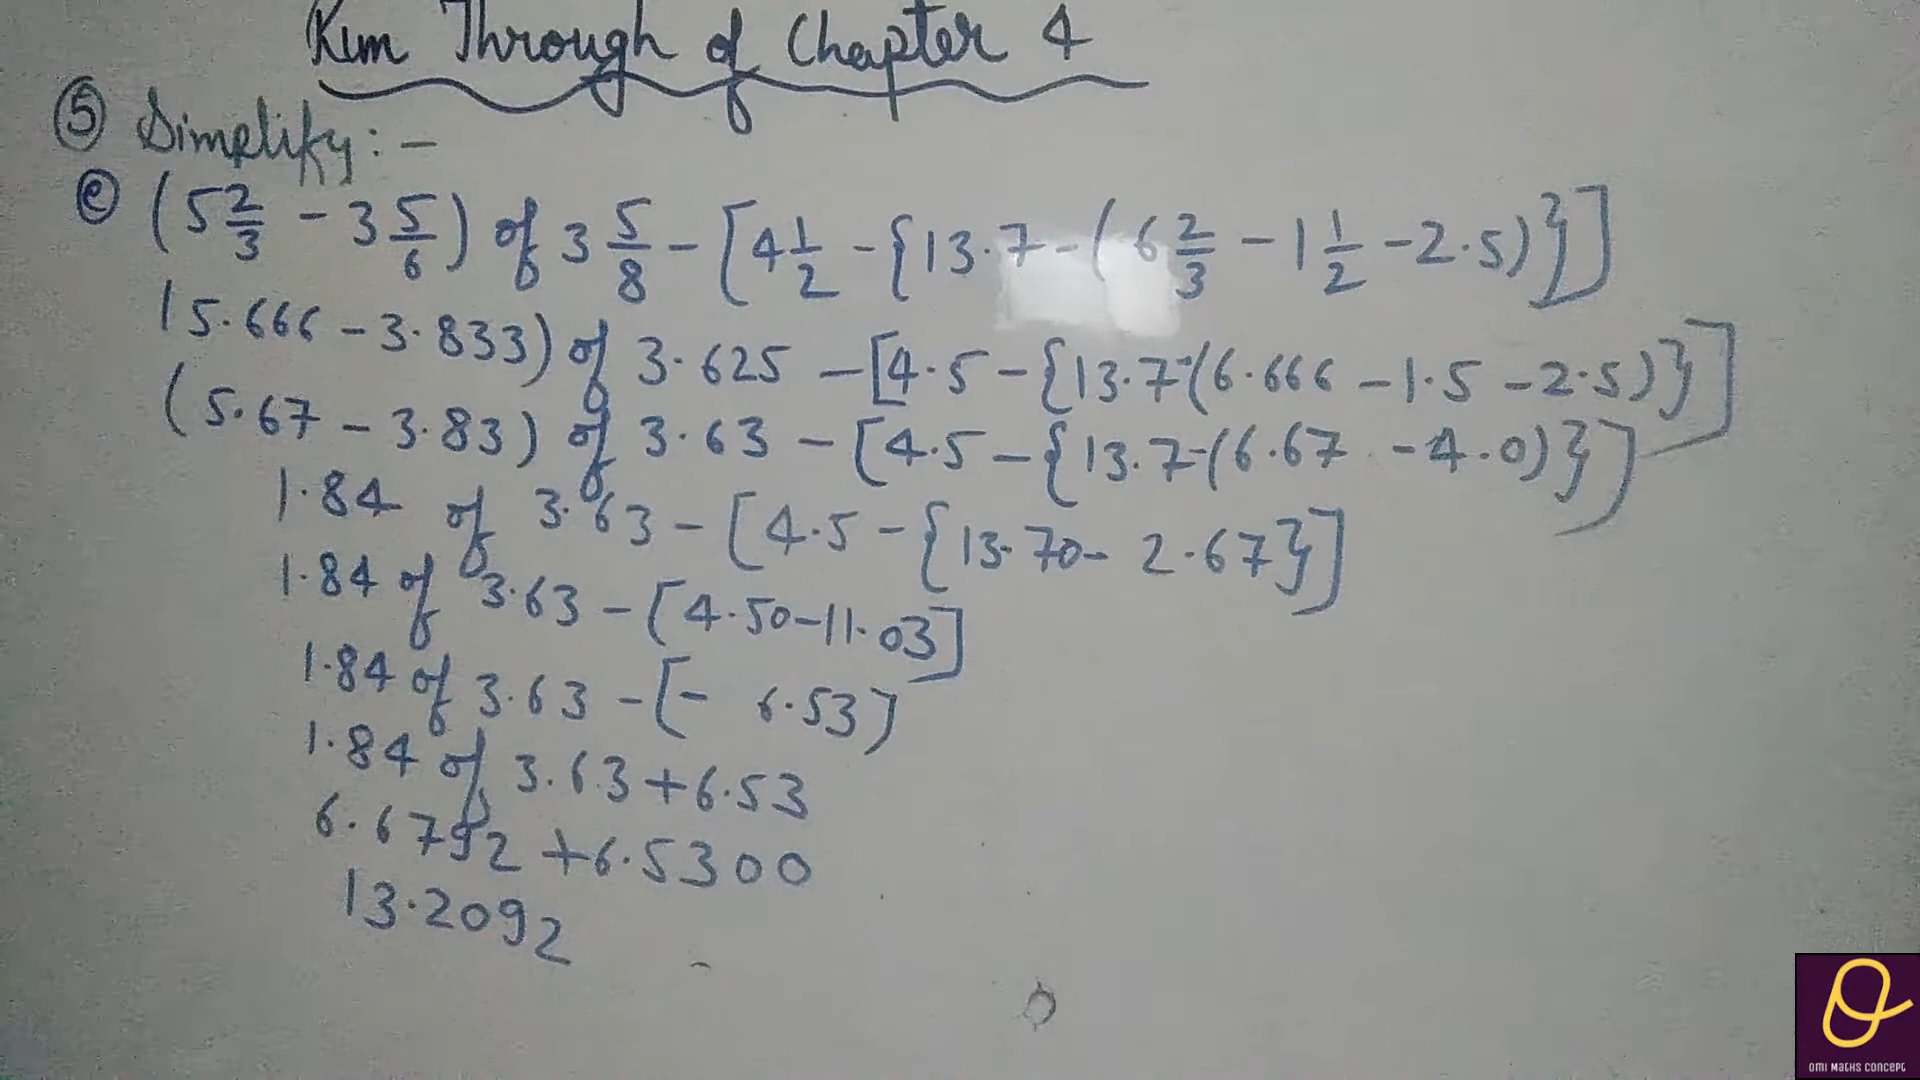 Run Through of Chapter 4
⑤ Simplify: -
ⓔ (5 2/3 - 3 5/6) of 3 5/8 - [4 1/2 - {13.7 - (6 2/3 - 1 1/2 - 2.5)}]
(5.666 - 3.833) of 3.625 - [4.5 - {13.7 - (6.666 - 1.5 - 2.5)}]
(5.67 - 3.83) of 3.63 - [4.5 - {13.7 - (6.67 - 4.0)}]
1.84 of 3.63 - [4.5 - {13.70 - 2.67}]
1.84 of 3.63 - [4.50 - 11.03]
1.84 of 3.63 - [- 6.53]
1.84 of 3.63 + 6.53
6.6792 + 6.5300
13.2092
OMI MATHS CONCEPT